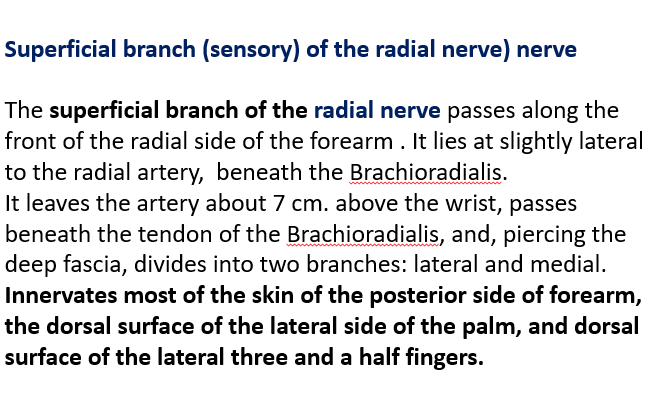 Superficial branch (sensory) of the radial nerve) nerve
The superficial branch of the radial nerve passes along the
front of the radial side of the forearm . It lies at slightly lateral
to the radial artery,  beneath the Brachioradialis.
It leaves the artery about 7 cm. above the wrist, passes
beneath the tendon of the Brachioradialis, and, piercing the
deep fascia, divides into two branches: lateral and medial.
Innervates most of the skin of the posterior side of forearm,
the dorsal surface of the lateral side of the palm, and dorsal
surface of the lateral three and a half fingers.